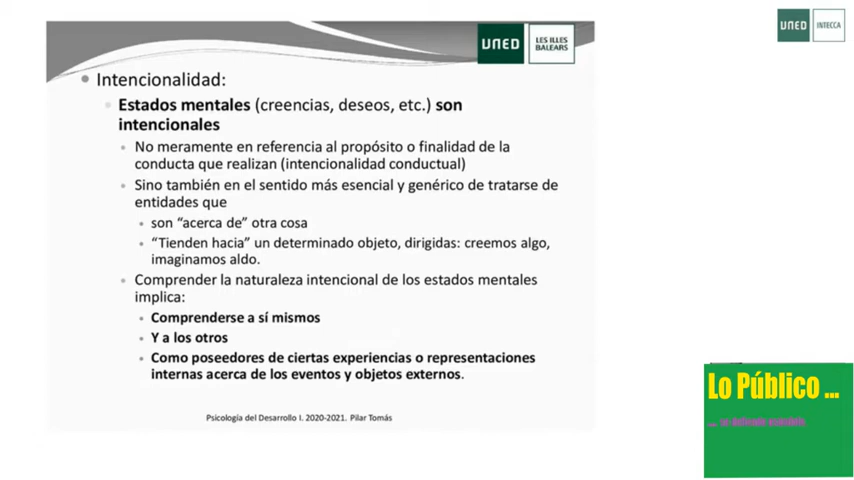 UNED
LES ILLES
BALEARS
UNED
INTECCA
Intencionalidad:
Estados mentales (creencias, deseos, etc.) son
intencionales
No meramente en referencia al propósito o finalidad de la
conducta que realizan (intencionalidad conductual)
Sino también en el sentido más esencial y genérico de tratarse de
entidades que
son “acerca de” otra cosa
“Tienden hacia” un determinado objeto, dirigidas: creemos algo,
imaginamos aldo.
Comprender la naturaleza intencional de los estados mentales
implica:
Comprenderse a sí mismos
Y a los otros
Como poseedores de ciertas experiencias o representaciones
internas acerca de los eventos y objetos externos.
Psicología del Desarrollo I. 2020-2021. Pilar Tomás
Lo Público ...